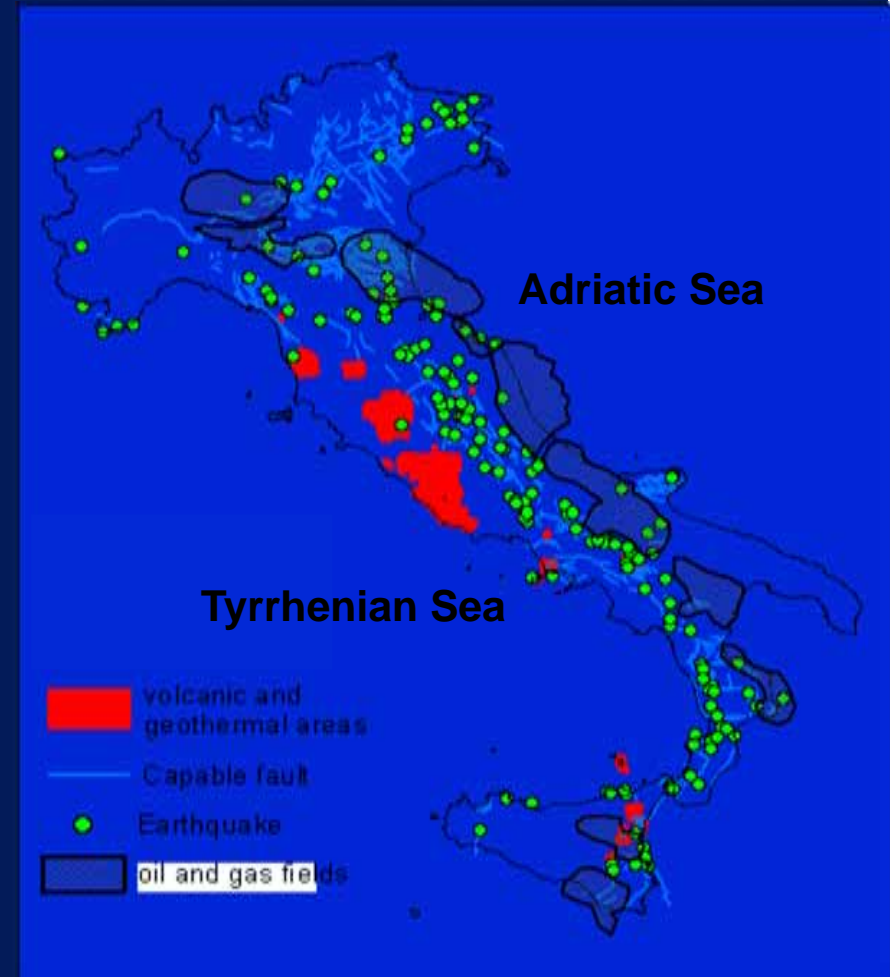 Adriatic Sea
Tyrrhenian Sea
volcanic and
geothermal areas
Capable fault
Earthquake
oil and gas fields